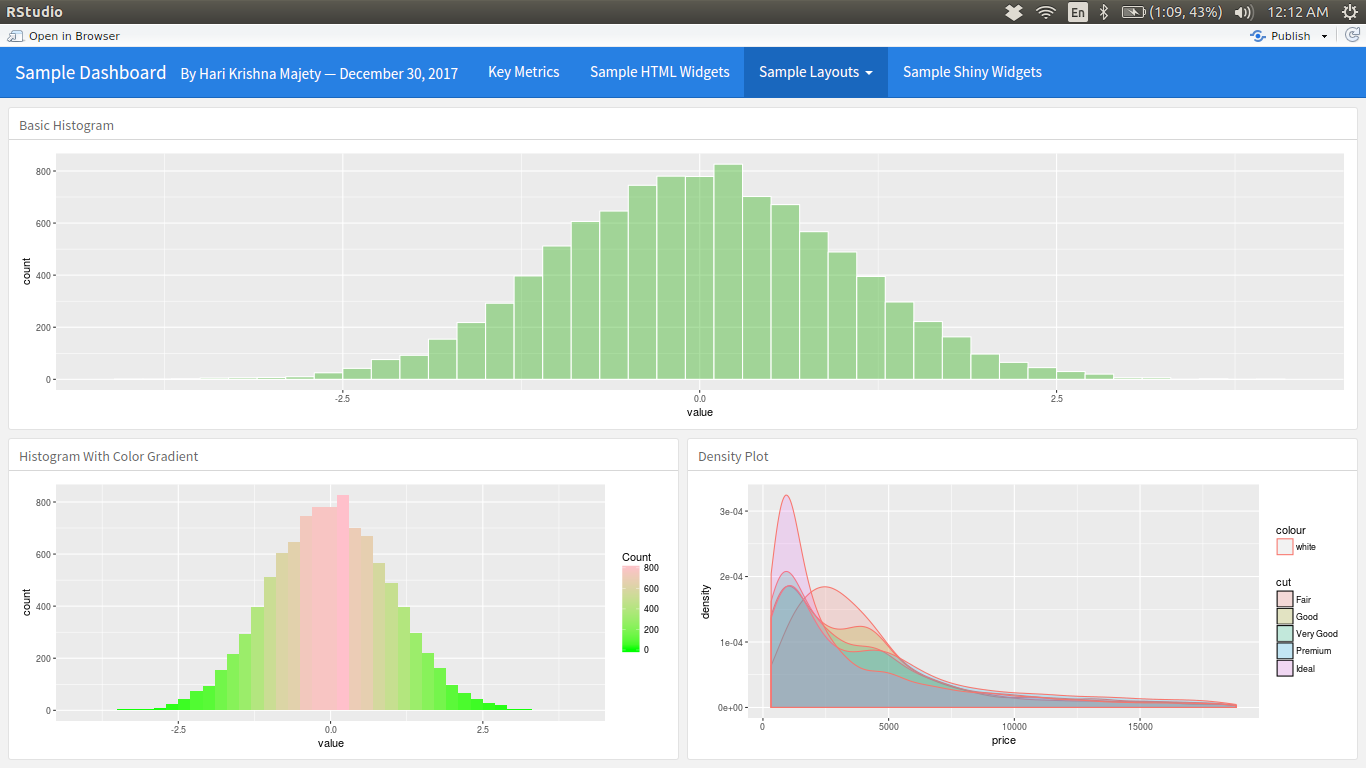 RStudio
En (1:09, 43%) 12:12 AM
Open in Browser
Publish
Sample Dashboard By Hari Krishna Majety — December 30, 2017 Key Metrics Sample HTML Widgets Sample Layouts Sample Shiny Widgets
Basic Histogram
800
600
400
200
0
count
-2.5 0.0 2.5
value
Histogram With Color Gradient
800
600
400
200
0
count
-2.5 0.0 2.5
value
Count
800
600
400
200
0
Density Plot
3e-04
2e-04
1e-04
0e+00
density
0 5000 10000 15000
price
colour
white
cut
Fair
Good
Very Good
Premium
Ideal